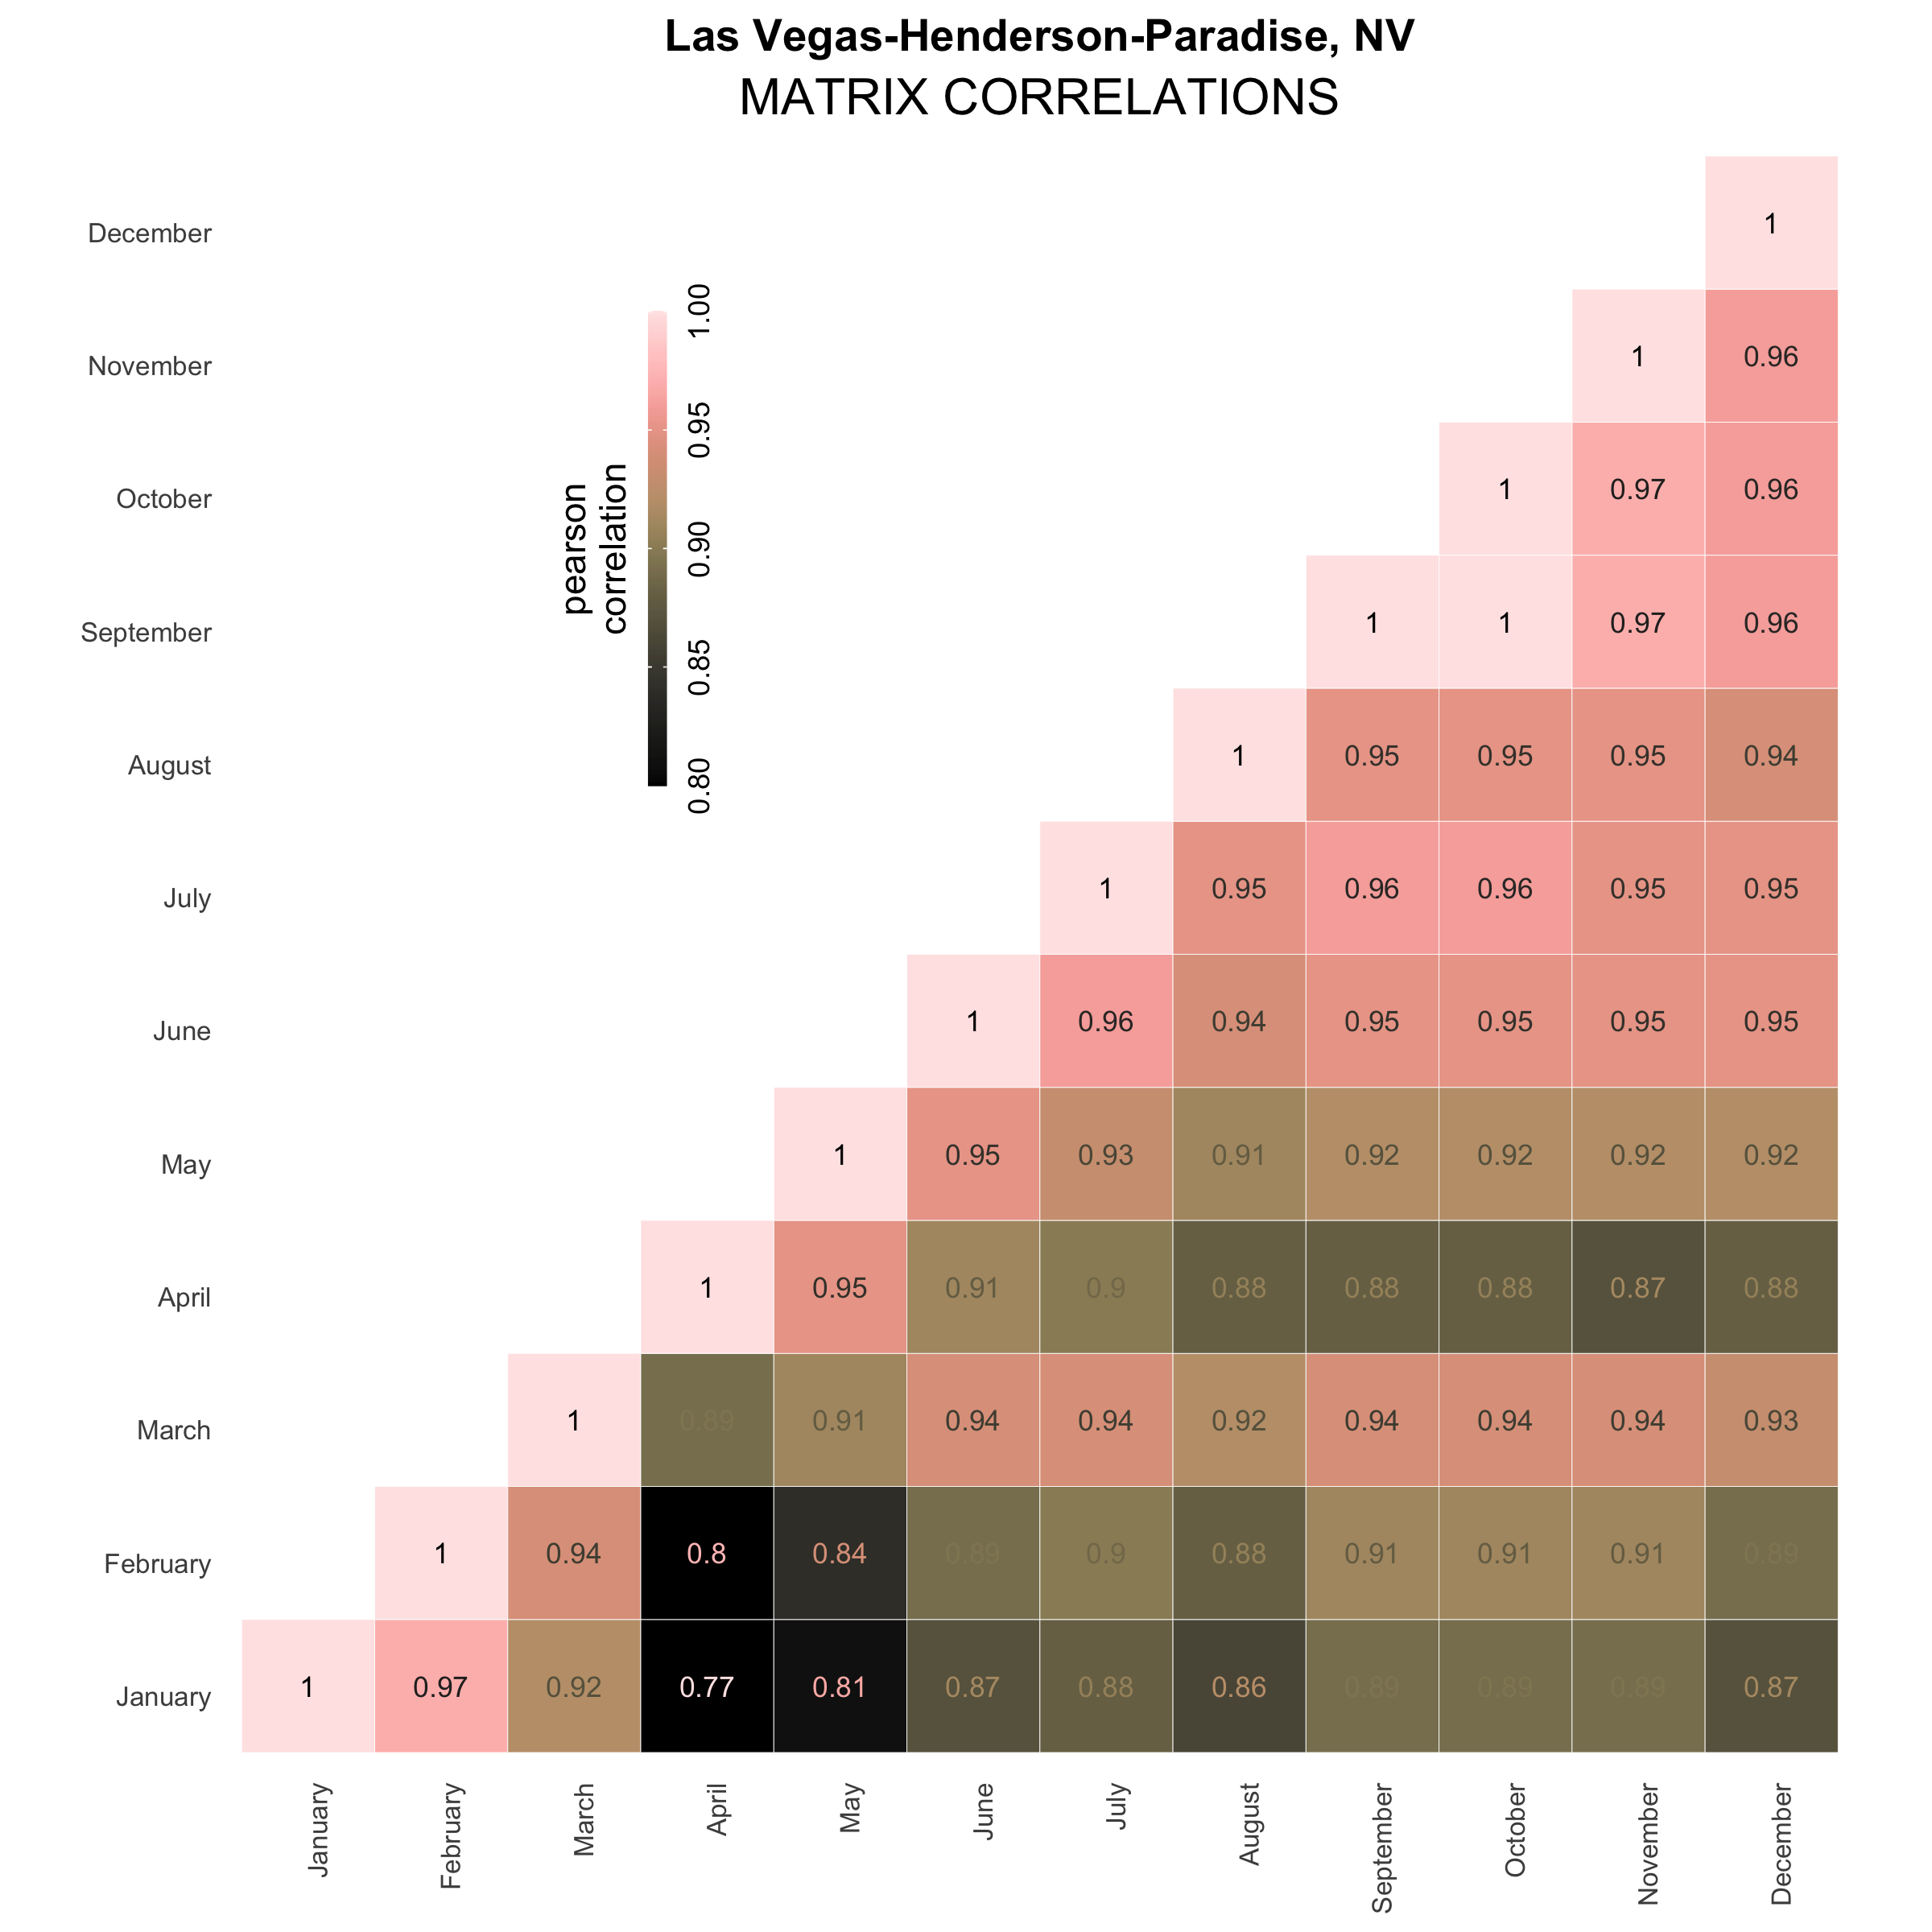 Las Vegas-Henderson-Paradise, NV
MATRIX CORRELATIONS
pearson
correlation
1.00
0.95
0.90
0.85
0.80
December 1
November 1 0.96
October 1 0.97 0.96
September 1 1 0.97 0.96
August 1 0.95 0.95 0.95 0.94
July 1 0.95 0.96 0.96 0.95 0.95
June 1 0.96 0.94 0.95 0.95 0.95 0.95
May 1 0.95 0.93 0.91 0.92 0.92 0.92 0.92
April 1 0.95 0.91 0.9 0.88 0.88 0.88 0.87 0.88
March 1 0.89 0.91 0.94 0.94 0.92 0.94 0.94 0.94 0.93
February 1 0.94 0.8 0.84 0.89 0.9 0.88 0.91 0.91 0.91 0.89
January 1 0.97 0.92 0.77 0.81 0.87 0.88 0.86 0.89 0.89 0.89 0.87
January February March April May June July August September October November December